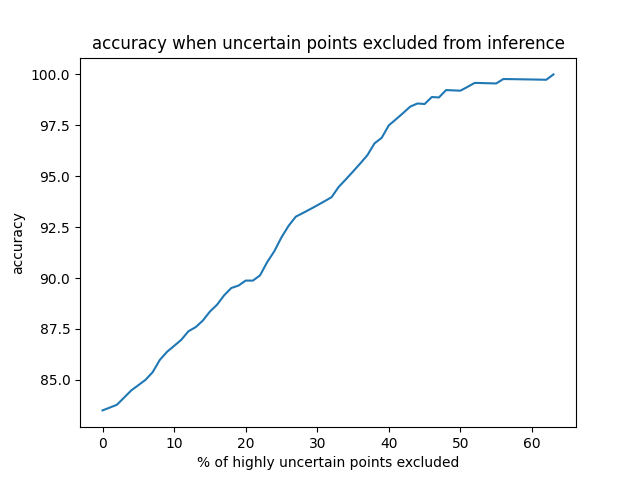 accuracy when uncertain points excluded from inference
100.0
97.5
95.0
92.5
90.0
87.5
85.0
accuracy
0 10 20 30 40 50 60
% of highly uncertain points excluded